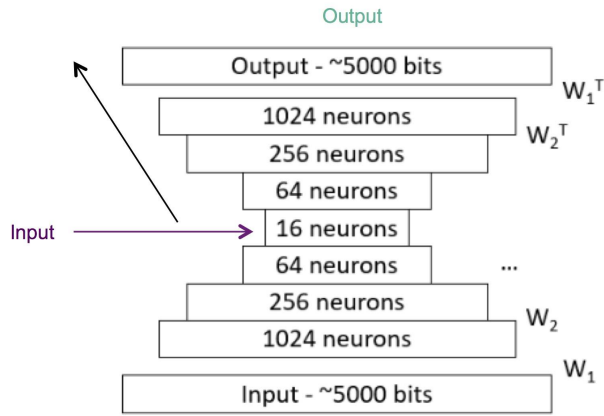 Output
Output - ~5000 bits
W₁ᵀ
1024 neurons
W₂ᵀ
256 neurons
64 neurons
Input
16 neurons
64 neurons
...
256 neurons
W₂
1024 neurons
W₁
Input - ~5000 bits